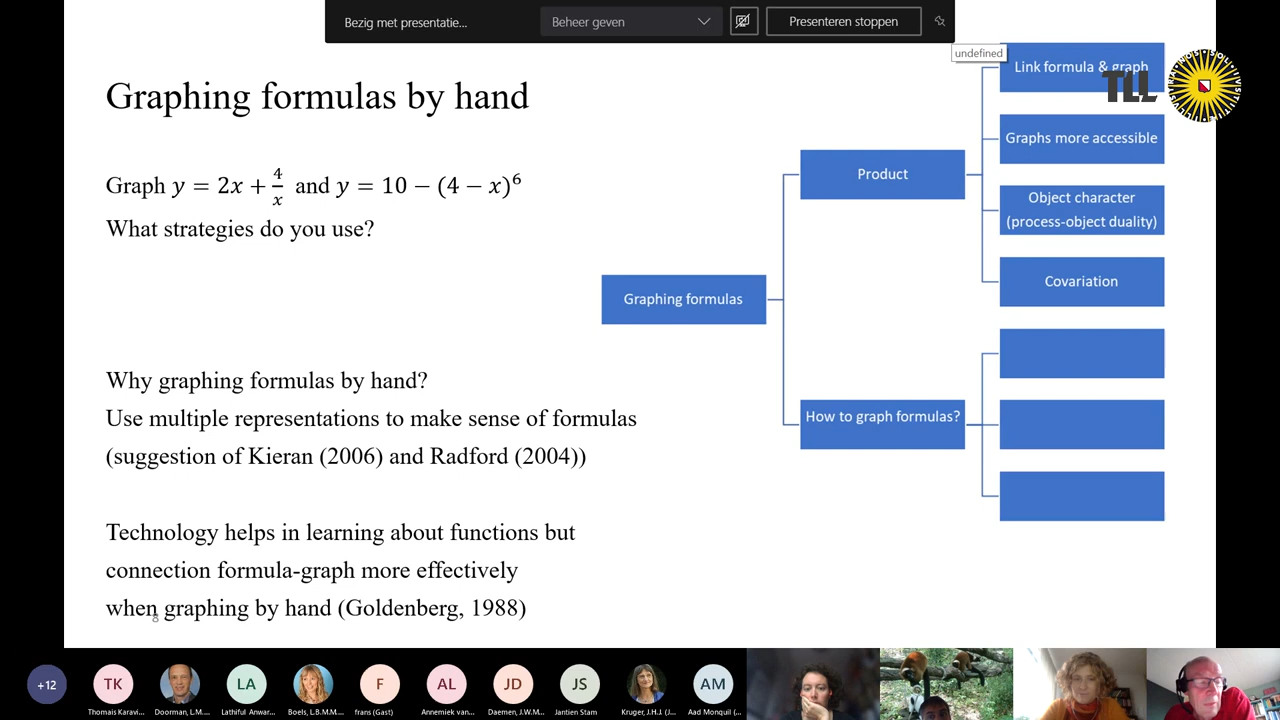 Bezig met presentatie...
Beheer geven
Presenteren stoppen
undefined
Graphing formulas by hand
Graph y = 2x + 4/x and y = 10 − (4 − x)^6
What strategies do you use?
Why graphing formulas by hand?
Use multiple representations to make sense of formulas
(suggestion of Kieran (2006) and Radford (2004))
Technology helps in learning about functions but
connection formula-graph more effectively
when graphing by hand (Goldenberg, 1988)
8
Graphing formulas
Product
How to graph formulas?
Link formula & graph
Graphs more accessible
Object character
(process-object duality)
Covariation
TLL
+12
TK
LA
F
AL
JD
JS
AM
Thomais Karavi...
Doorman, L.M....
Lathiful Anwar...
Boels, L.B.M.M....
frans (Gast)
Annemiek van...
Daemen, J.W.M...
Jantien Stam
Kruger, J.H.J. (J...
Aad Monquil (...